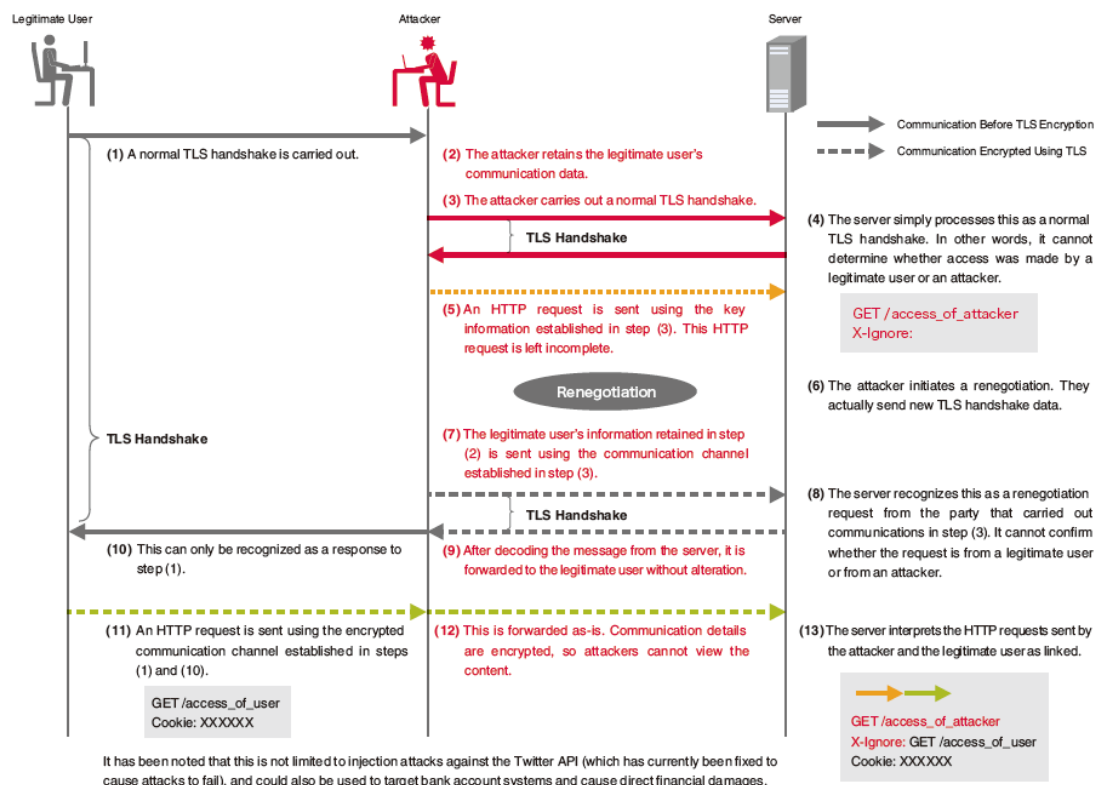 Legitimate User
Attacker
Server
Communication Before TLS Encryption
Communication Encrypted Using TLS
(1) A normal TLS handshake is carried out.
(2) The attacker retains the legitimate user's
communication data.
(3) The attacker carries out a normal TLS handshake.
TLS Handshake
(4) The server simply processes this as a normal
TLS handshake. In other words, it cannot
determine whether access was made by a
legitimate user or an attacker.
GET /access_of_attacker
X-Ignore:
(5) An HTTP request is sent using the key
information established in step (3). This HTTP
request is left incomplete.
Renegotiation
(6) The attacker initiates a renegotiation. They
actually send new TLS handshake data.
TLS Handshake
(7) The legitimate user's information retained in step
(2) is sent using the communication channel
established in step (3).
TLS Handshake
(8) The server recognizes this as a renegotiation
request from the party that carried out
communications in step (3). It cannot confirm
whether the request is from a legitimate user
or from an attacker.
(9) After decoding the message from the server, it is
forwarded to the legitimate user without alteration.
(10) This can only be recognized as a response to
step (1).
(11) An HTTP request is sent using the encrypted
communication channel established in steps
(1) and (10).
GET /access_of_user
Cookie: XXXXXX
(12) This is forwarded as-is. Communication details
are encrypted, so attackers cannot view the
content.
(13) The server interprets the HTTP requests sent by
the attacker and the legitimate user as linked.
GET /access_of_attacker
X-Ignore: GET /access_of_user
Cookie: XXXXXX
It has been noted that this is not limited to injection attacks against the Twitter API (which has currently been fixed to
cause attacks to fail), and could also be used to target bank account systems and cause direct financial damages.